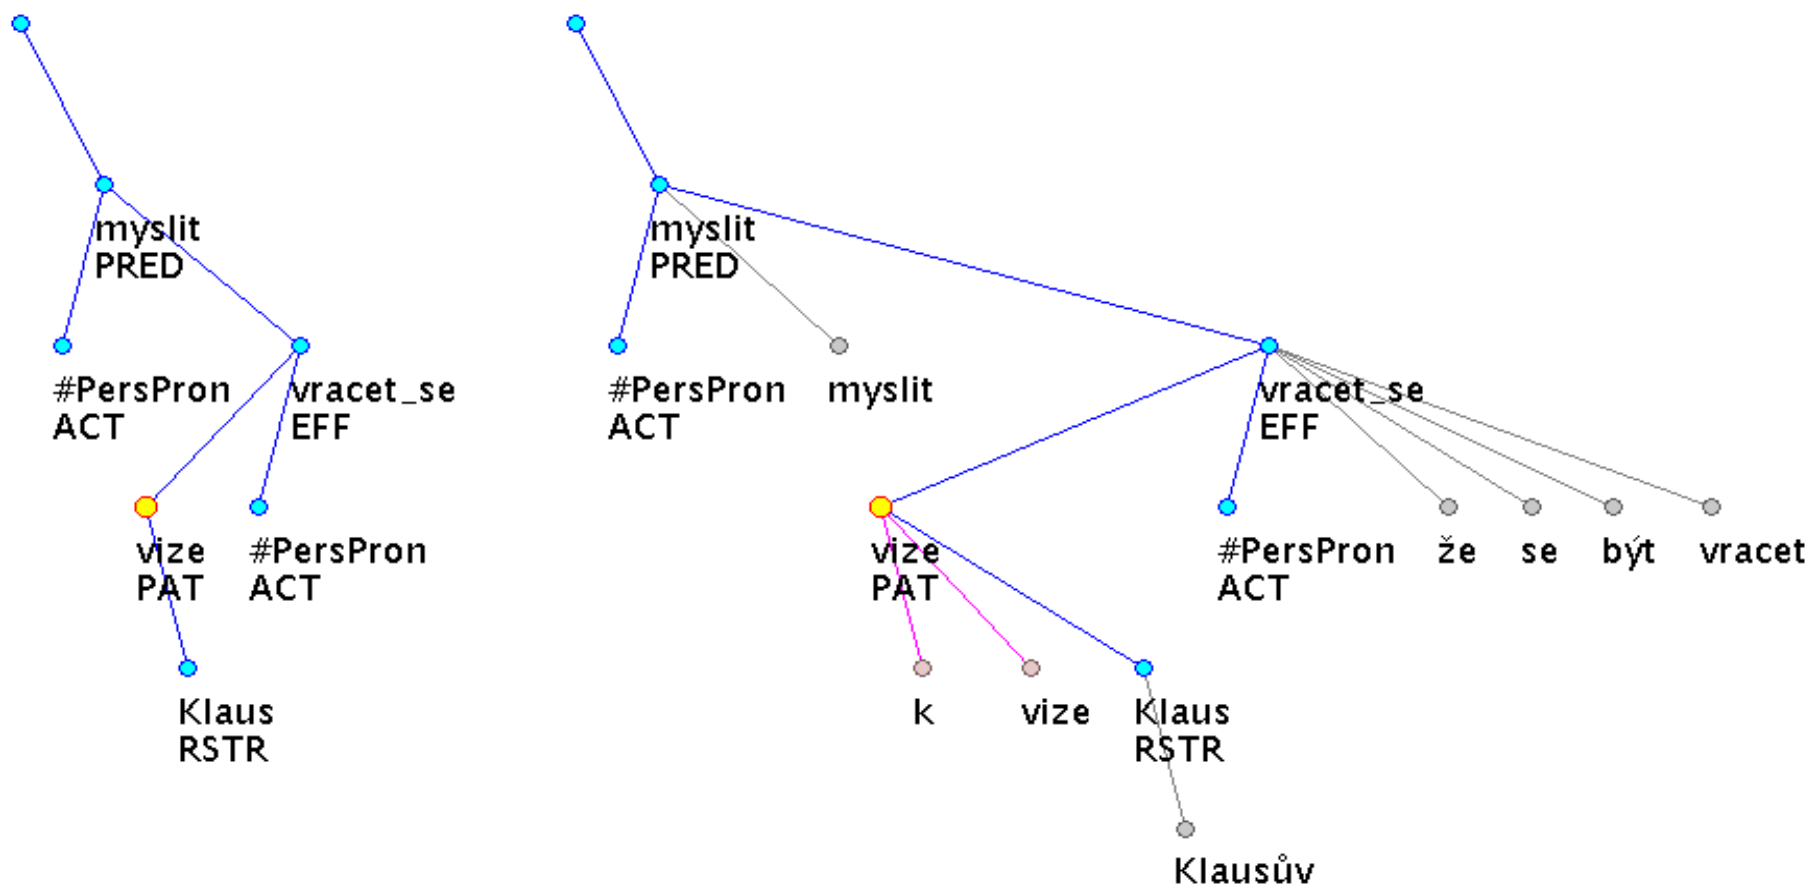 myslit
PRED
#PersPron
ACT
vracet_se
EFF
vize
PAT
#PersPron
ACT
Klaus
RSTR
myslit
PRED
#PersPron
ACT
myslit
vracet_se
EFF
vize
PAT
#PersPron
ACT
že
se
být
vracet
k
vize
Klaus
RSTR
Klausův